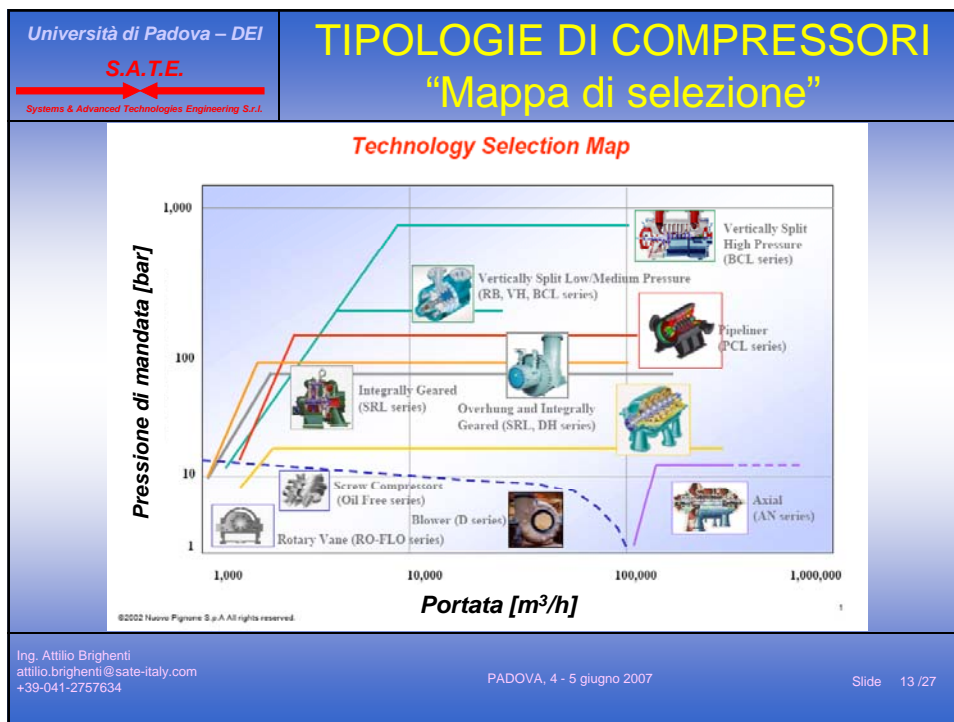 Università di Padova – DEI
S.A.T.E.
Systems & Advanced Technologies Engineering S.r.l.
TIPOLOGIE DI COMPRESSORI
“Mappa di selezione”
Technology Selection Map
Pressione di mandata [bar]
1,000
100
10
1
Vertically Split
High Pressure
(BCL series)
Vertically Split Low/Medium Pressure
(RB, VH, BCL series)
Pipeliner
(PCL series)
Integrally Geared
(SRL series)
Overhung and Integrally
Geared (SRL, DH series)
Screw Compressors
(Oil Free series)
Blower (D series)
Axial
(AN series)
Rotary Vane (RO-FLO series)
1,000
10,000
100,000
1,000,000
Portata [m³/h]
©2002 Nuovo Pignone S.p.A All rights reserved.
1
Ing. Attilio Brighenti
attilio.brighenti@sate-italy.com
+39-041-2757634
PADOVA, 4 - 5 giugno 2007
Slide 13 /27